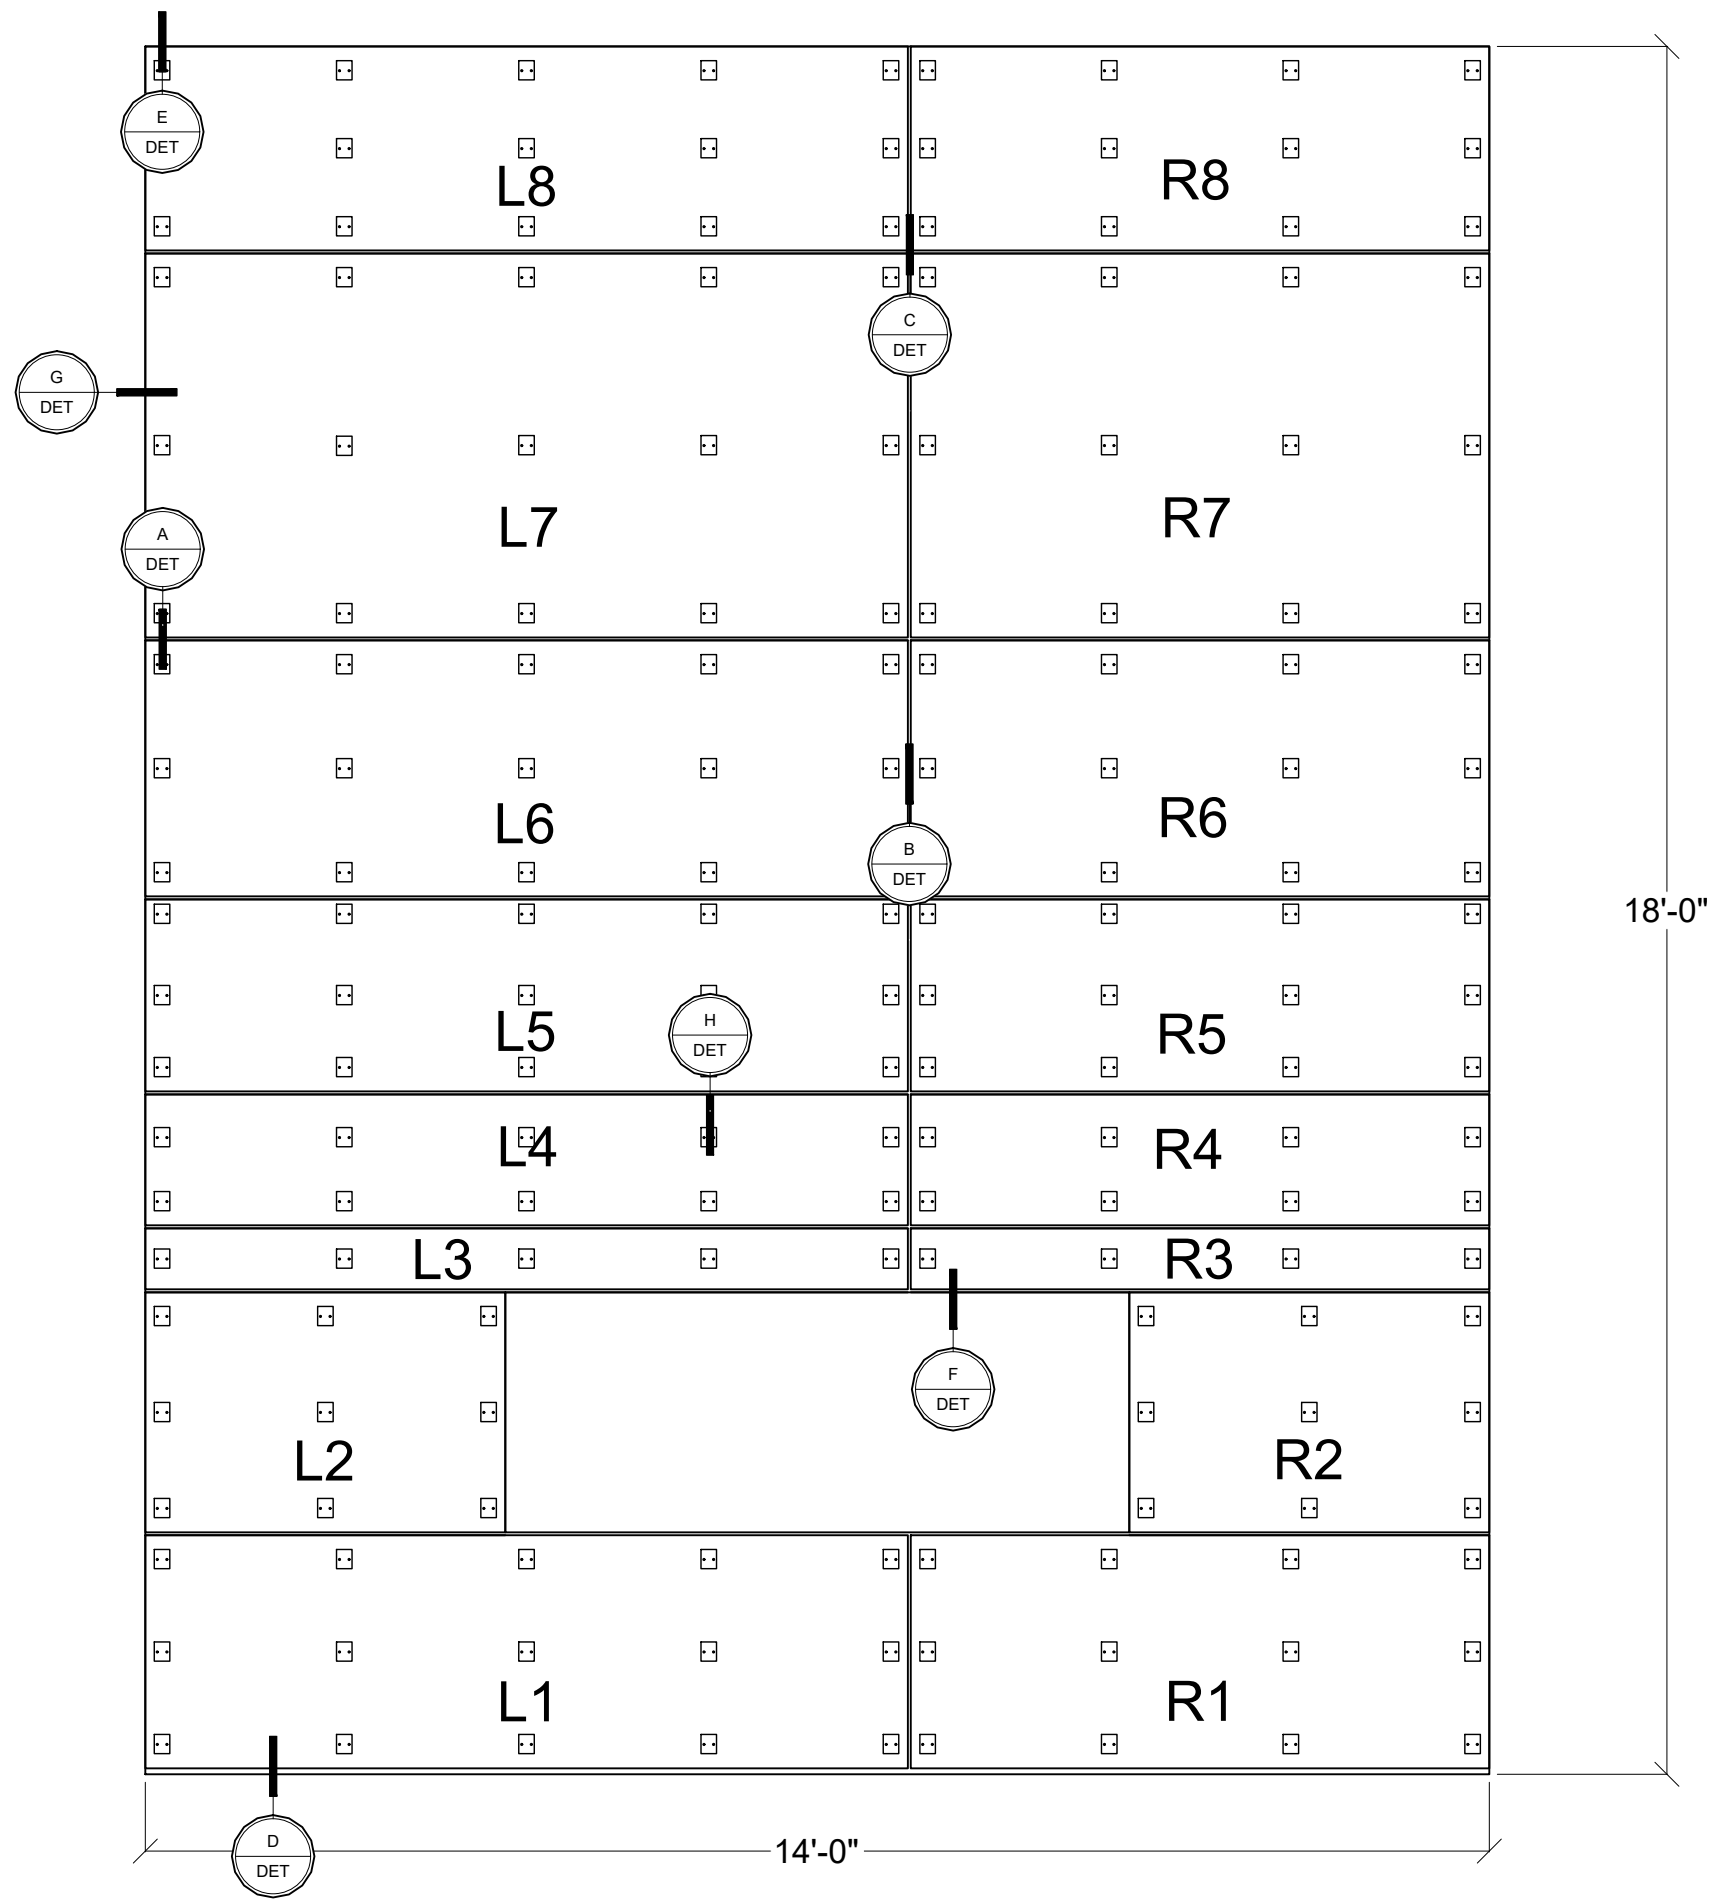 E
DET
L8
R8
C
DET
G
DET
L7
R7
A
DET
L6
R6
B
DET
18'-0"
L5
H
DET
R5
L4
R4
L3
R3
F
DET
L2
R2
L1
R1
D
DET
14'-0"